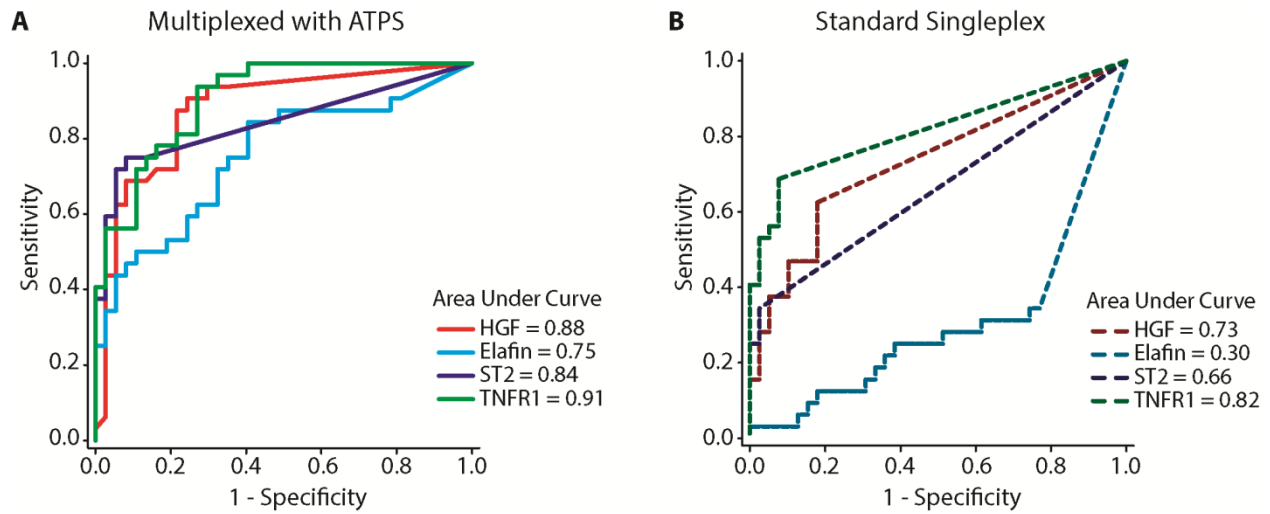 A Multiplexed with ATPS
Sensitivity
1.0
0.8
0.6
0.4
0.2
0.0
Area Under Curve
HGF = 0.88
Elafin = 0.75
ST2 = 0.84
TNFR1 = 0.91
0.0 0.2 0.4 0.6 0.8 1.0
1 - Specificity
B Standard Singleplex
Sensitivity
1.0
0.8
0.6
0.4
0.2
0.0
Area Under Curve
HGF = 0.73
Elafin = 0.30
ST2 = 0.66
TNFR1 = 0.82
0.0 0.2 0.4 0.6 0.8 1.0
1 - Specificity